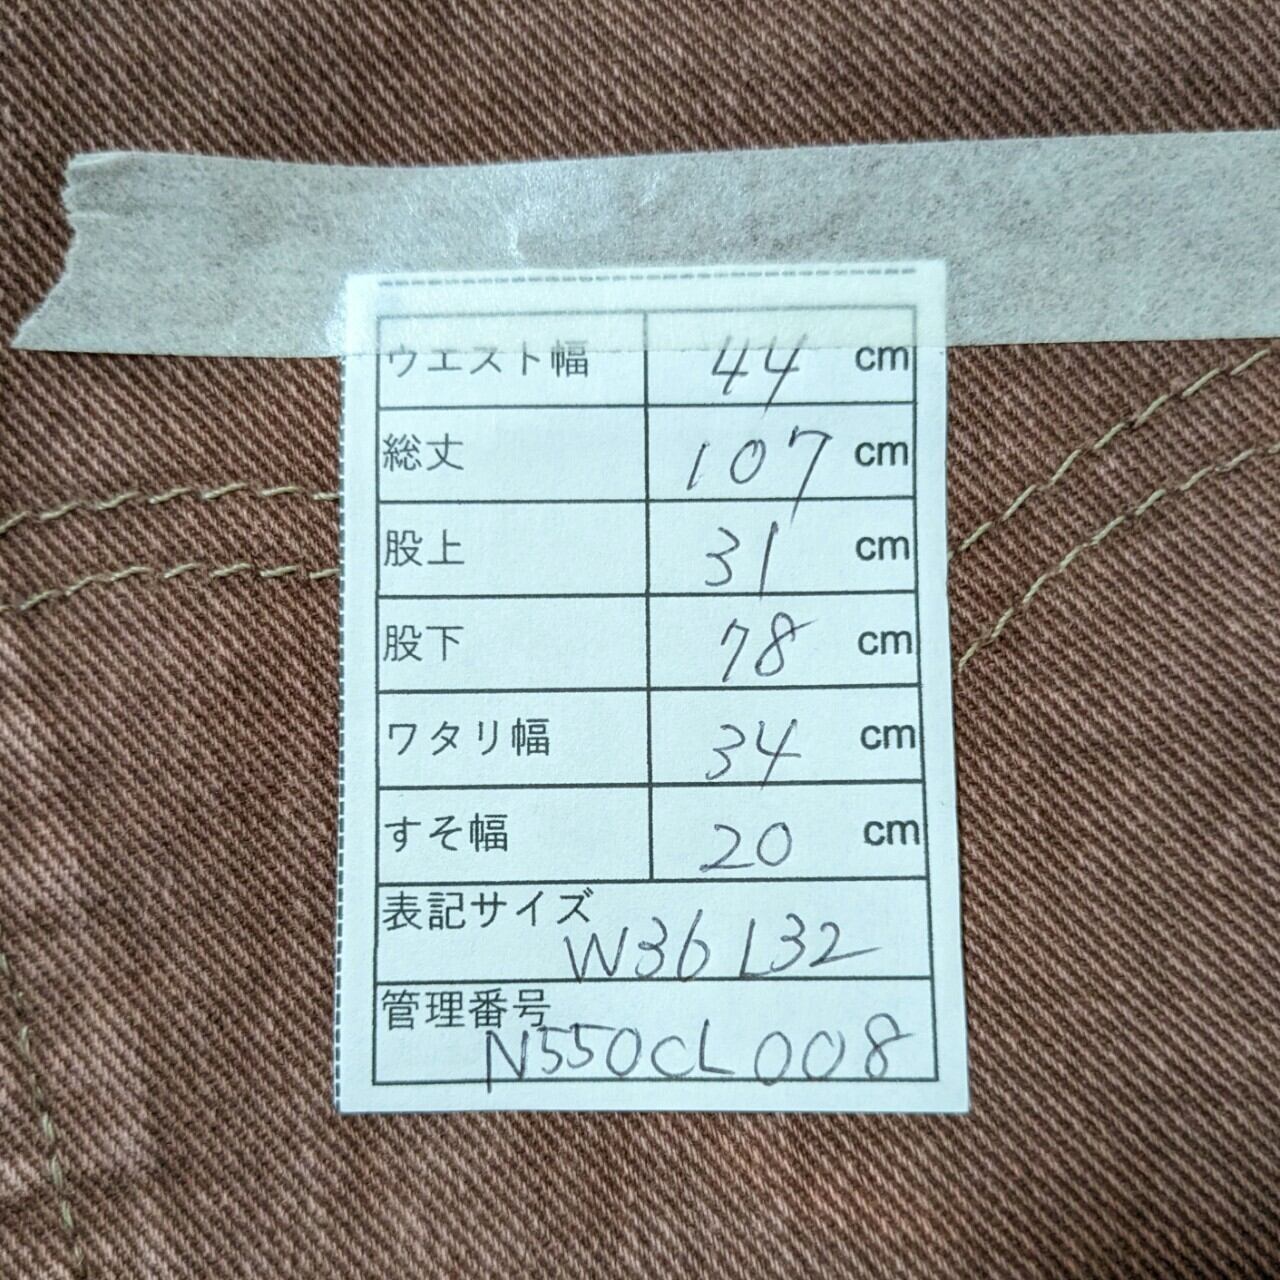 ウエスト幅 44 cm
総丈 107 cm
股上 31 cm
股下 78 cm
ワタリ幅 34 cm
すそ幅 20 cm
表記サイズ
W36 L32
管理番号
N550CL008